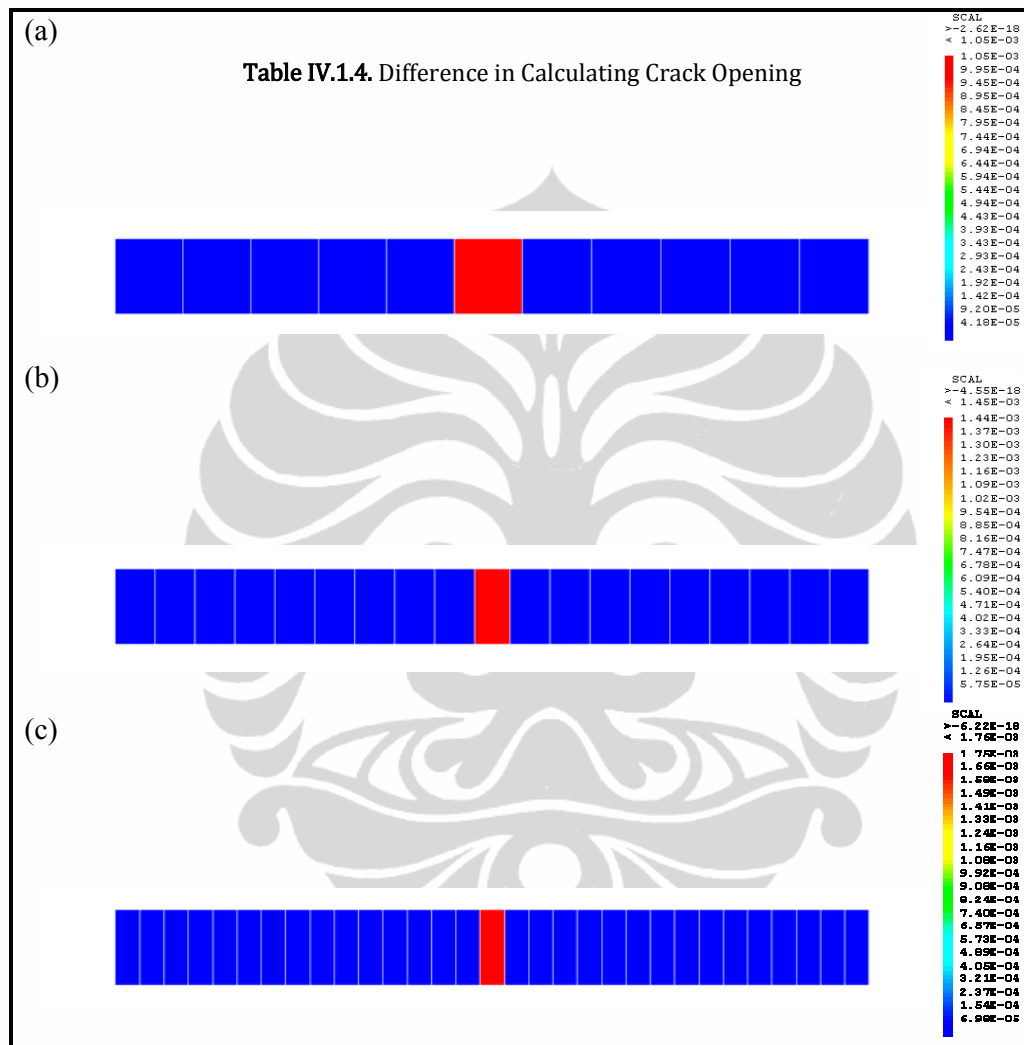 (a)
Table IV.1.4. Difference in Calculating Crack Opening
SCAL
>-2.62E-18
< 1.05E-03
1.05E-03
9.95E-04
9.45E-04
8.95E-04
7.95E-04
7.44E-04
6.94E-04
6.44E-04
5.94E-04
5.44E-04
4.94E-04
4.43E-04
3.93E-04
3.43E-04
2.93E-04
2.43E-04
1.92E-04
1.42E-04
9.20E-05
4.18E-05
(b)
SCAL
>-4.55E-18
< 1.45E-03
1.44E-03
1.37E-03
1.30E-03
1.23E-03
1.16E-03
1.09E-03
1.02E-03
9.54E-04
8.85E-04
8.16E-04
7.47E-04
6.78E-04
6.09E-04
5.40E-04
4.71E-04
4.02E-04
3.33E-04
2.64E-04
1.95E-04
1.26E-04
5.75E-05
(c)
SCAL
>-6.22E-18
< 1.76E-03
1.75E-03
1.66E-03
1.58E-03
1.49E-03
1.41E-03
1.33E-03
1.24E-03
1.16E-03
1.08E-03
9.92E-04
9.08E-04
8.24E-04
7.40E-04
6.57E-04
5.73E-04
4.89E-04
4.05E-04
3.21E-04
2.37E-04
1.54E-04
6.98E-05